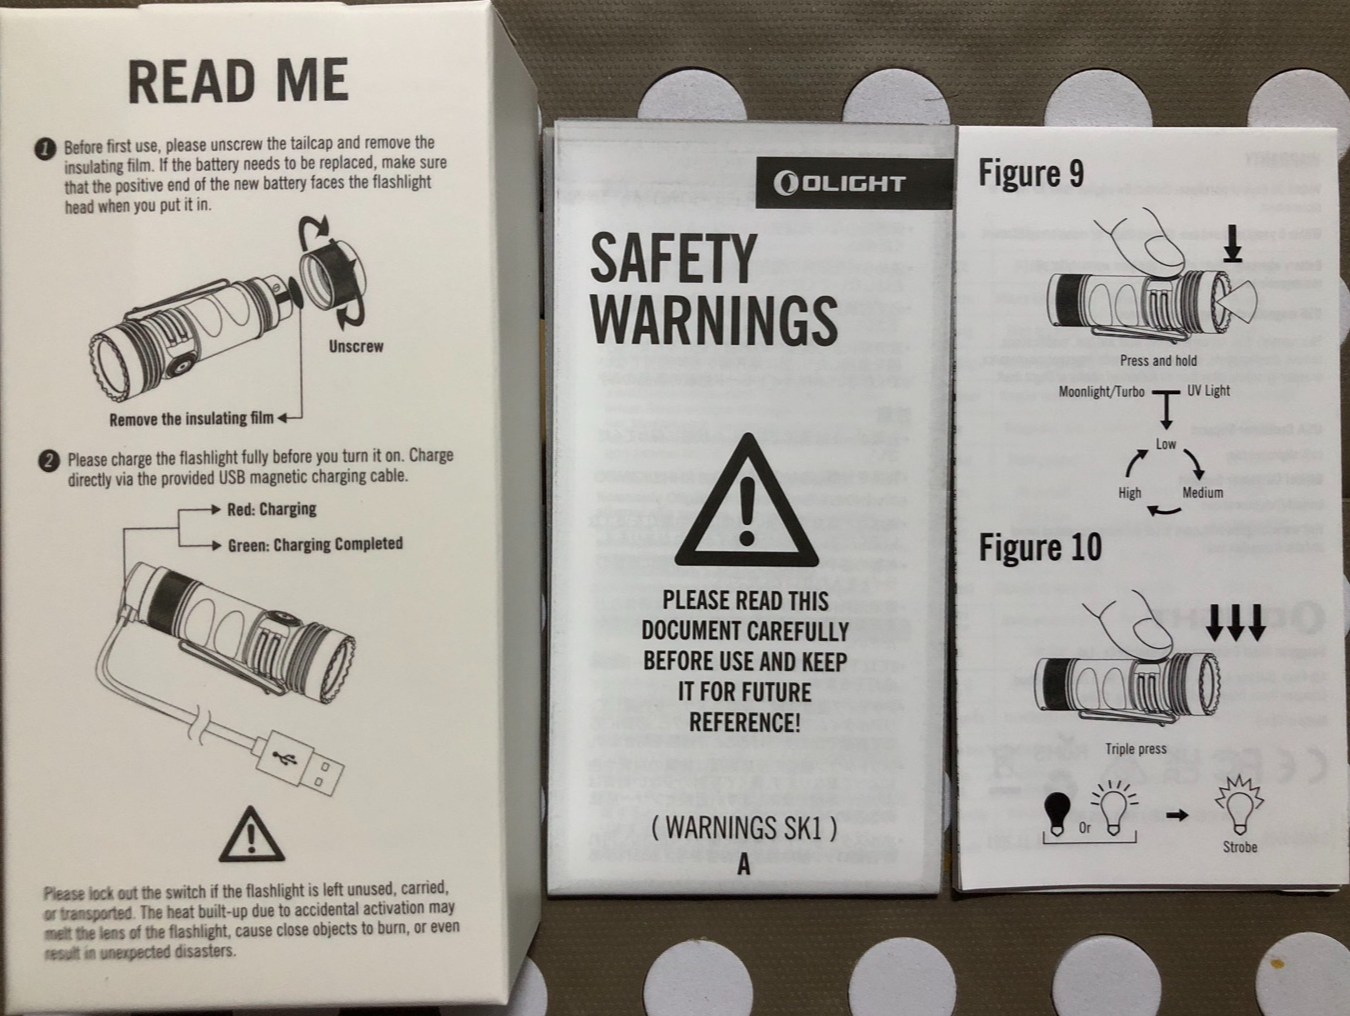 READ ME
1 Before first use, please unscrew the tailcap and remove the
insulating film. If the battery needs to be replaced, make sure
that the positive end of the new battery faces the flashlight
head when you put it in.
Unscrew
Remove the insulating film
2 Please charge the flashlight fully before you turn it on. Charge
directly via the provided USB magnetic charging cable.
Red: Charging
Green: Charging Completed
Please lock out the switch if the flashlight is left unused, carried,
or transported. The heat built-up due to accidental activation may
melt the lens of the flashlight, cause close objects to burn, or even
result in unexpected disasters.
OLIGHT
SAFETY
WARNINGS
PLEASE READ THIS
DOCUMENT CAREFULLY
BEFORE USE AND KEEP
IT FOR FUTURE
REFERENCE!
( WARNINGS SK1 )
A
Figure 9
Press and hold
Moonlight/Turbo
UV Light
Low
High
Medium
Figure 10
Triple press
Or
Strobe